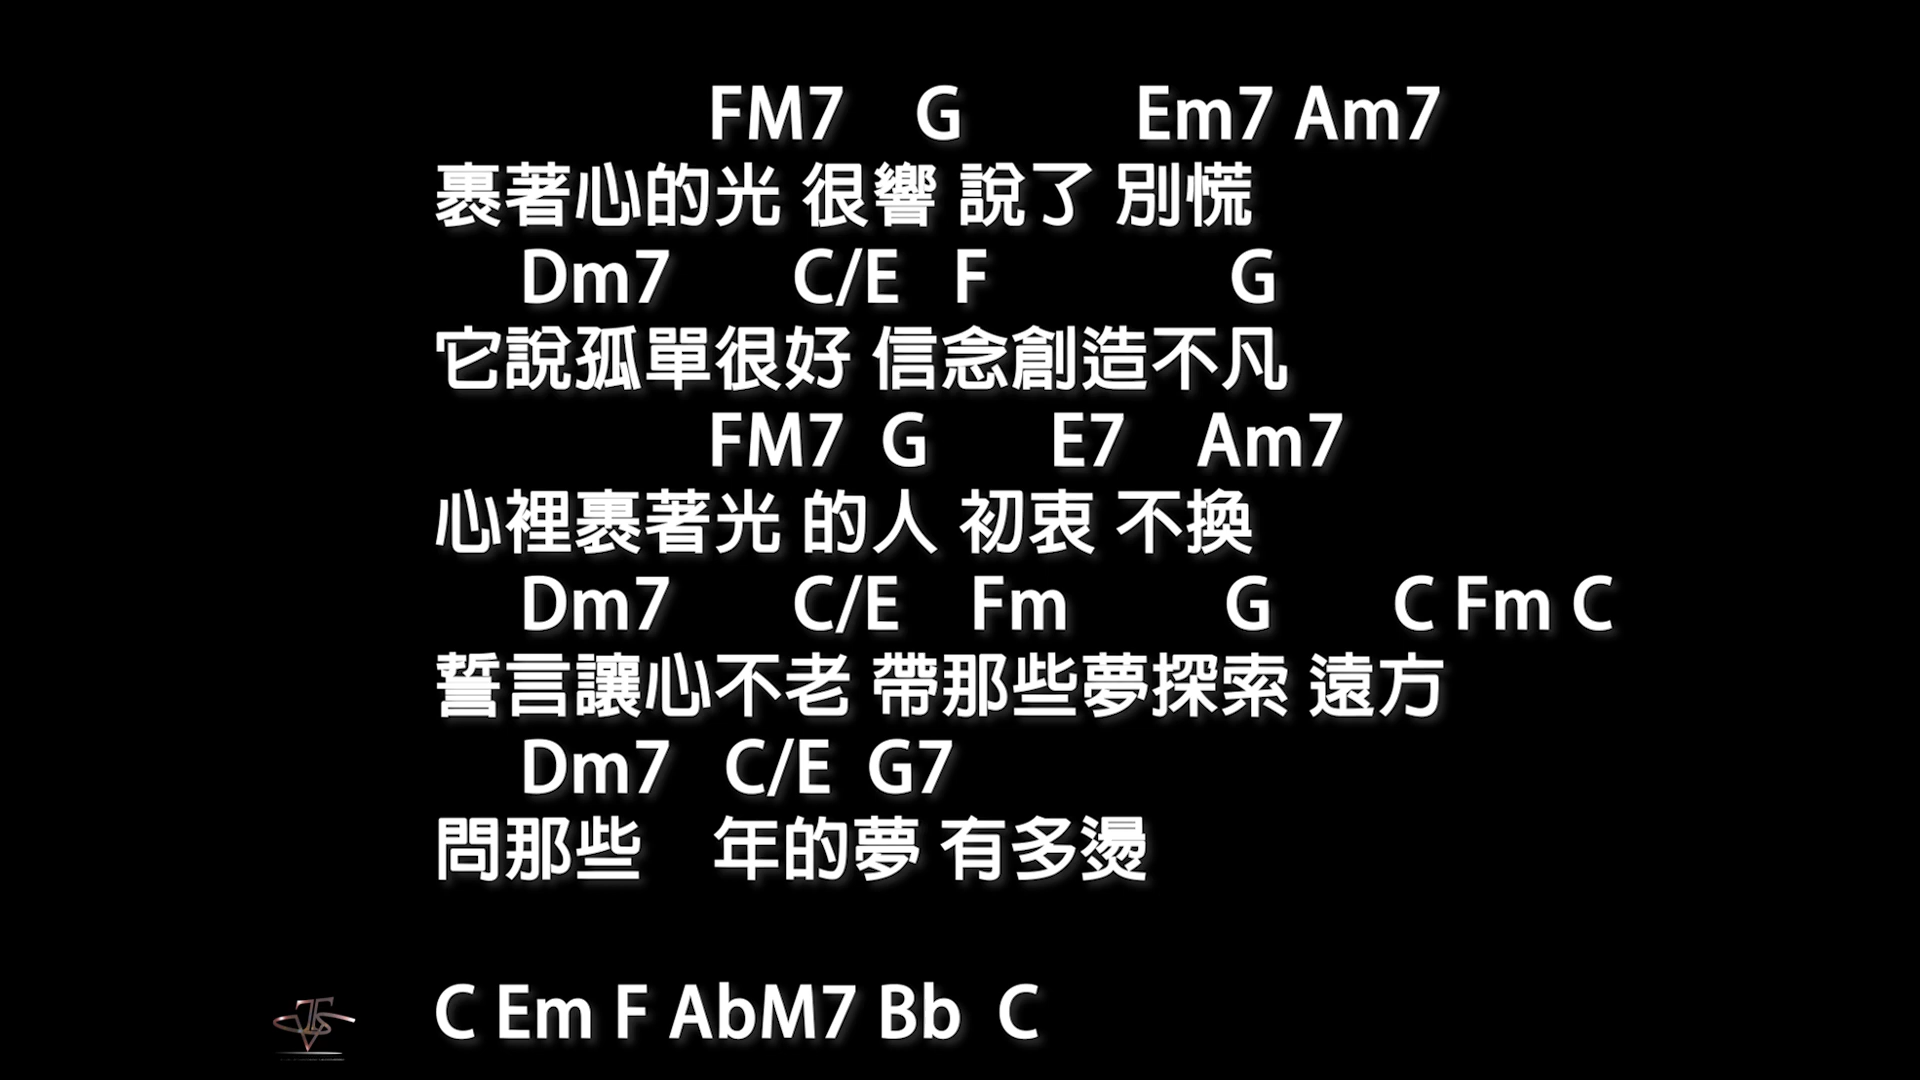 FM7 G Em7 Am7
裹著心的光 很響 說了 別慌
Dm7 C/E F G
它說孤單很好 信念創造不凡
FM7 G E7 Am7
心裡裹著光 的人 初衷 不換
Dm7 C/E Fm G C Fm C
誓言讓心不老 帶那些夢探索 遠方
Dm7 C/E G7
問那些 年的夢 有多燙
C Em F AbM7 Bb C